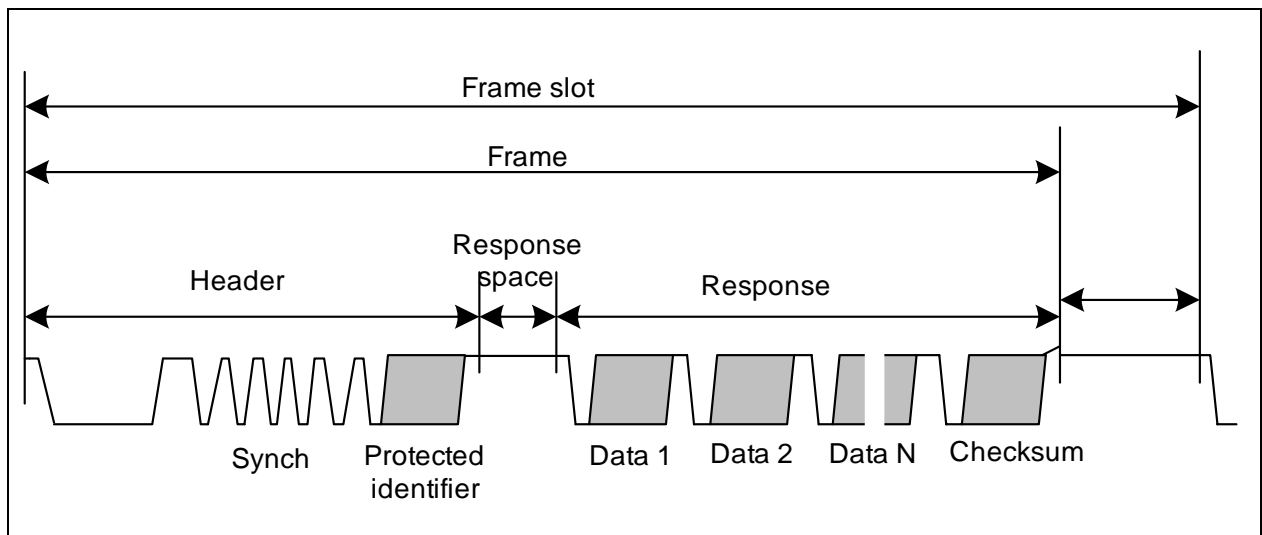 Frame slot
Frame
Response
space
Header
Response
Synch
Protected
identifier
Data 1
Data 2
Data N
Checksum